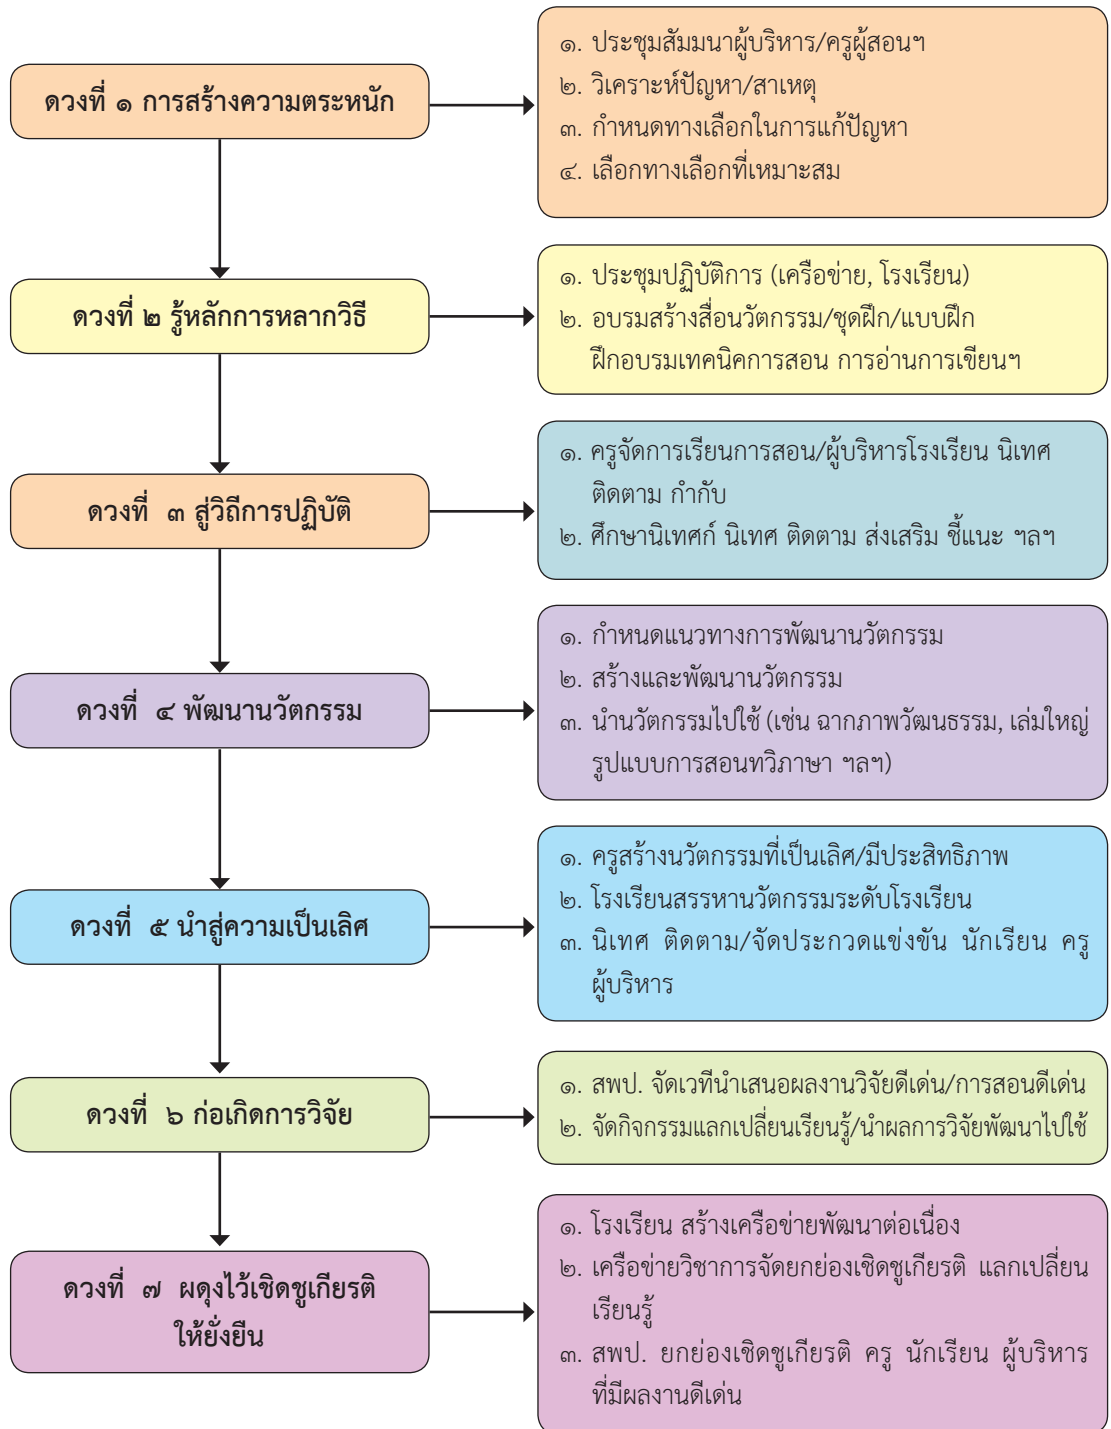 ดวงที่ ๑ การสร้างความตระหนัก
๑. ประชุมสัมมนาผู้บริหาร/ครูผู้สอนฯ
๒. วิเคราะห์ปัญหา/สาเหตุ
๓. กำหนดทางเลือกในการแก้ปัญหา
๔. เลือกทางเลือกที่เหมาะสม
ดวงที่ ๒ รู้หลักการหลากวิธี
๑. ประชุมปฏิบัติการ (เครือข่าย, โรงเรียน)
๒. อบรมสร้างสื่อนวัตกรรม/ชุดฝึก/แบบฝึก
ฝึกอบรมเทคนิคการสอน การอ่านการเขียนฯ
ดวงที่ ๓ สู่วิถีการปฏิบัติ
๑. ครูจัดการเรียนการสอน/ผู้บริหารโรงเรียน นิเทศ
ติดตาม กำกับ
๒. ศึกษานิเทศก์ นิเทศ ติดตาม ส่งเสริม ชี้แนะ ฯลฯ
ดวงที่ ๔ พัฒนานวัตกรรม
๑. กำหนดแนวทางการพัฒนานวัตกรรม
๒. สร้างและพัฒนานวัตกรรม
๓. นำนวัตกรรมไปใช้ (เช่น ฉากภาพวัฒนธรรม, เล่มใหญ่
รูปแบบการสอนทวิภาษา ฯลฯ)
ดวงที่ ๕ นำสู่ความเป็นเลิศ
๑. ครูสร้างนวัตกรรมที่เป็นเลิศ/มีประสิทธิภาพ
๒. โรงเรียนสรรหานวัตกรรมระดับโรงเรียน
๓. นิเทศ ติดตาม/จัดประกวดแข่งขัน นักเรียน ครู
ผู้บริหาร
ดวงที่ ๖ ก่อเกิดการวิจัย
๑. สพป. จัดเวทีนำเสนอผลงานวิจัยดีเด่น/การสอนดีเด่น
๒. จัดกิจกรรมแลกเปลี่ยนเรียนรู้/นำผลการวิจัยพัฒนาไปใช้
ดวงที่ ๗ ผดุงไว้เชิดชูเกียรติ
ให้ยั่งยืน
๑. โรงเรียน สร้างเครือข่ายพัฒนาต่อเนื่อง
๒. เครือข่ายวิชาการจัดยกย่องเชิดชูเกียรติ แลกเปลี่ยน
เรียนรู้
๓. สพป. ยกย่องเชิดชูเกียรติ ครู นักเรียน ผู้บริหาร
ที่มีผลงานดีเด่น